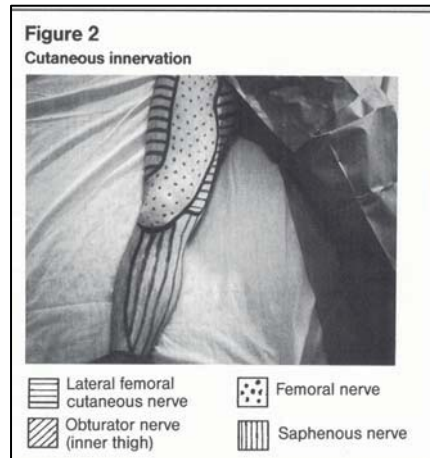 Figure 2
Cutaneous innervation
Lateral femoral
cutaneous nerve
Femoral nerve
Obturator nerve
(inner thigh)
Saphenous nerve